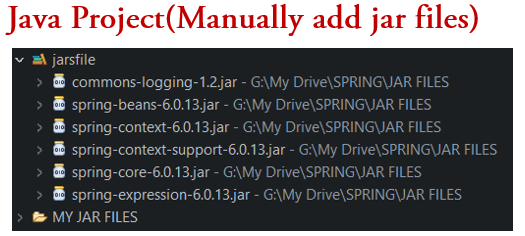 Java Project(Manually add jar files)
jarsfile
commons-logging-1.2.jar - G:\My Drive\SPRING\JAR FILES
spring-beans-6.0.13.jar - G:\My Drive\SPRING\JAR FILES
spring-context-6.0.13.jar - G:\My Drive\SPRING\JAR FILES
spring-context-support-6.0.13.jar - G:\My Drive\SPRING\JAR FILES
spring-core-6.0.13.jar - G:\My Drive\SPRING\JAR FILES
spring-expression-6.0.13.jar - G:\My Drive\SPRING\JAR FILES
MY JAR FILES